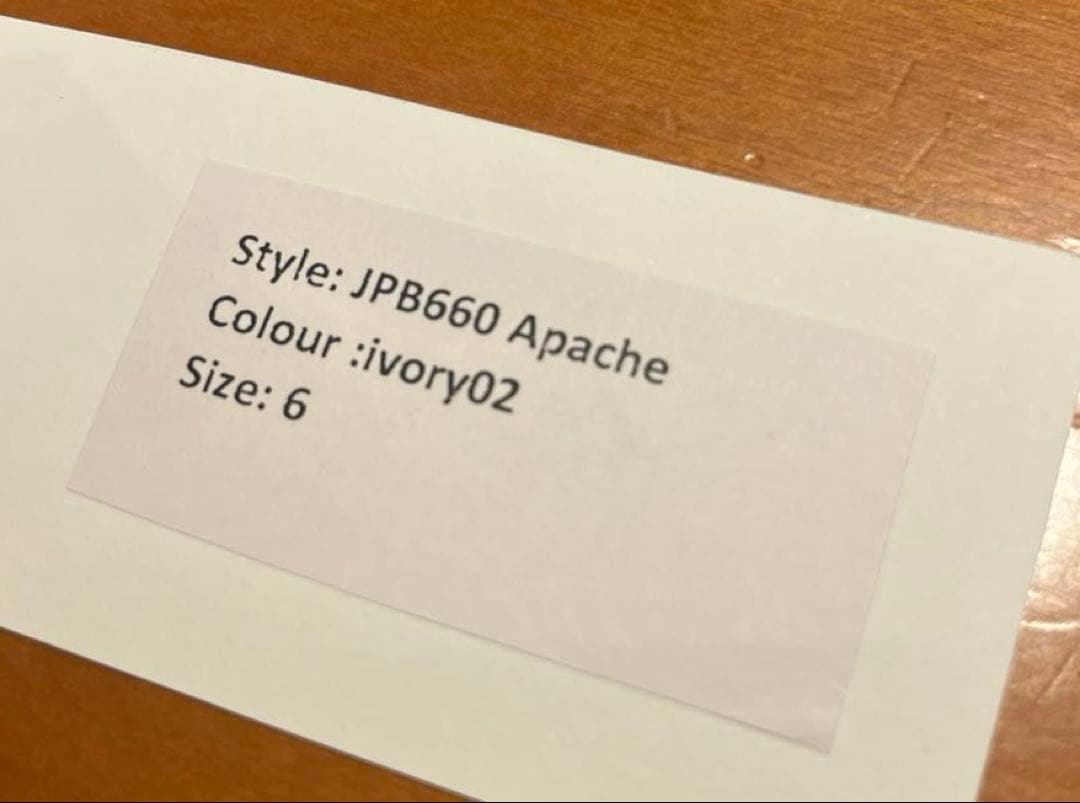 Style: JPB660 Apache
Colour :ivory02
Size: 6